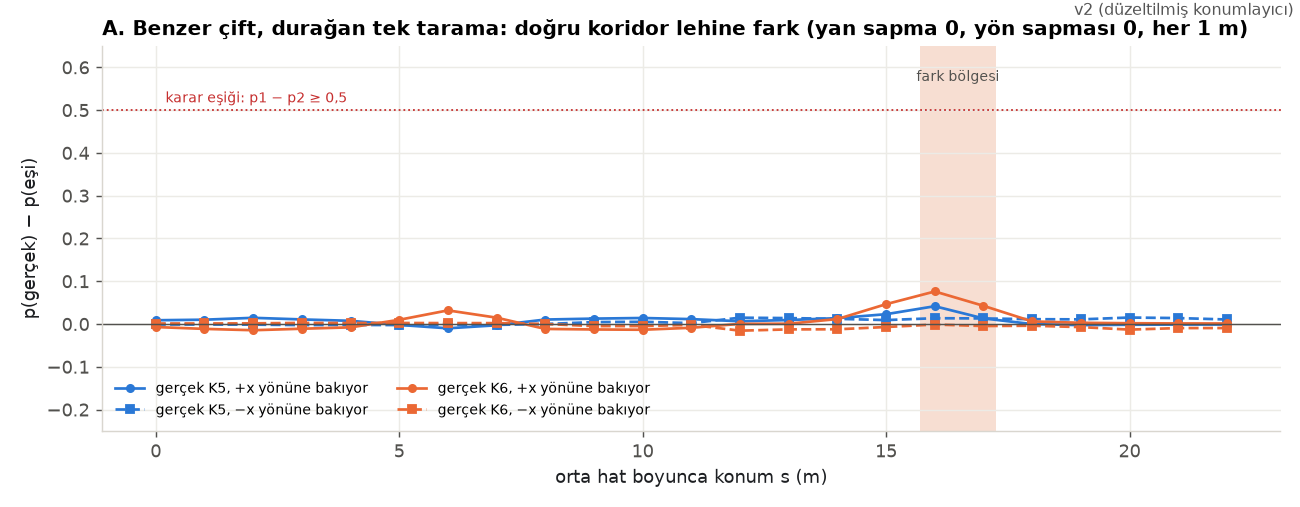 v2 (düzeltilmiş konumlayıcı)
A. Benzer çift, durağan tek tarama: doğru koridor lehine fark (yan sapma 0, yön sapması 0, her 1 m)
fark bölgesi
karar eşiği: p1 − p2 ≥ 0,5
p(gerçek) − p(eşi)
0.6
0.5
0.4
0.3
0.2
0.1
0.0
−0.1
−0.2
gerçek K5, +x yönüne bakıyor
gerçek K5, −x yönüne bakıyor
gerçek K6, +x yönüne bakıyor
gerçek K6, −x yönüne bakıyor
0 5 10 15 20
orta hat boyunca konum s (m)